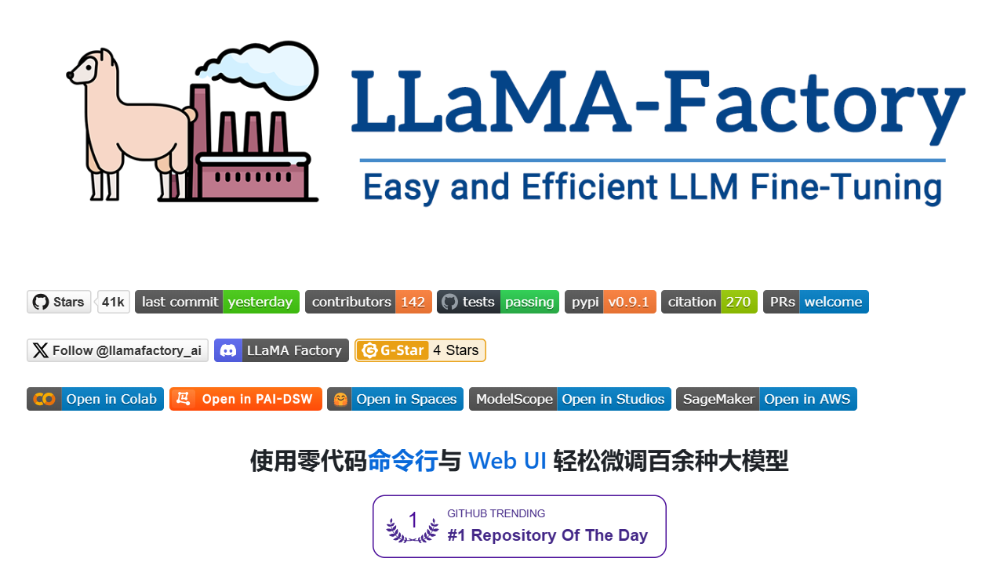 LLaMA-Factory
Easy and Efficient LLM Fine-Tuning
Stars 41k last commit yesterday contributors 142 tests passing pypi v0.9.1 citation 270 PRs welcome
Follow @llamafactory_ai LLaMA Factory G-Star 4 Stars
Open in Colab Open in PAI-DSW Open in Spaces ModelScope Open in Studios SageMaker Open in AWS
使用零代码命令行与 Web UI 轻松微调百余种大模型
1 GITHUB TRENDING
#1 Repository Of The Day